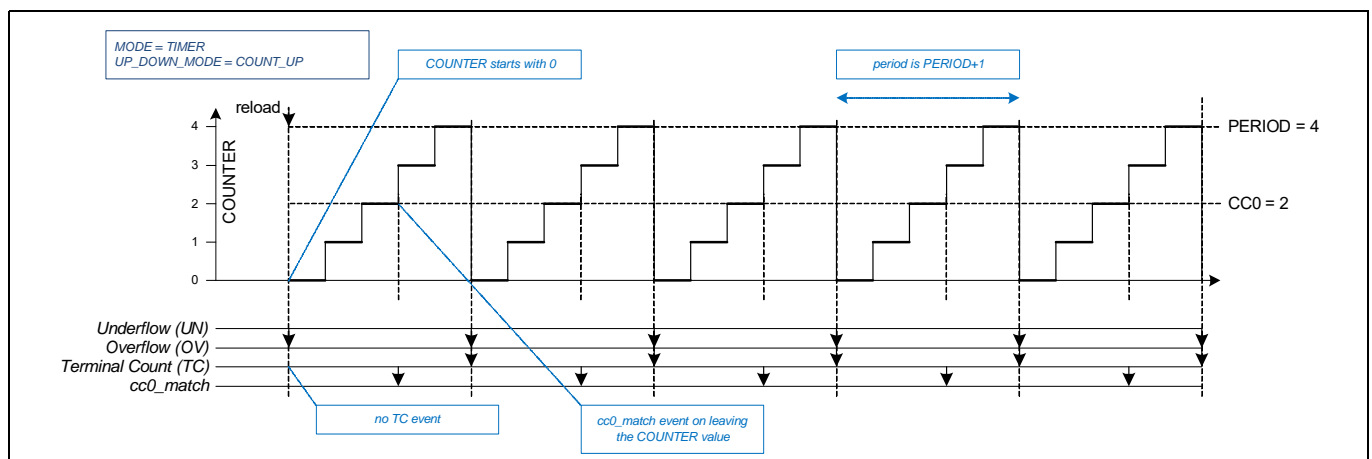 MODE = TIMER
UP_DOWN_MODE = COUNT_UP
COUNTER starts with 0
period is PERIOD+1
reload
4
3
2
1
0
COUNTER
PERIOD = 4
CC0 = 2
Underflow (UN)
Overflow (OV)
Terminal Count (TC)
cc0_match
no TC event
cc0_match event on leaving
the COUNTER value